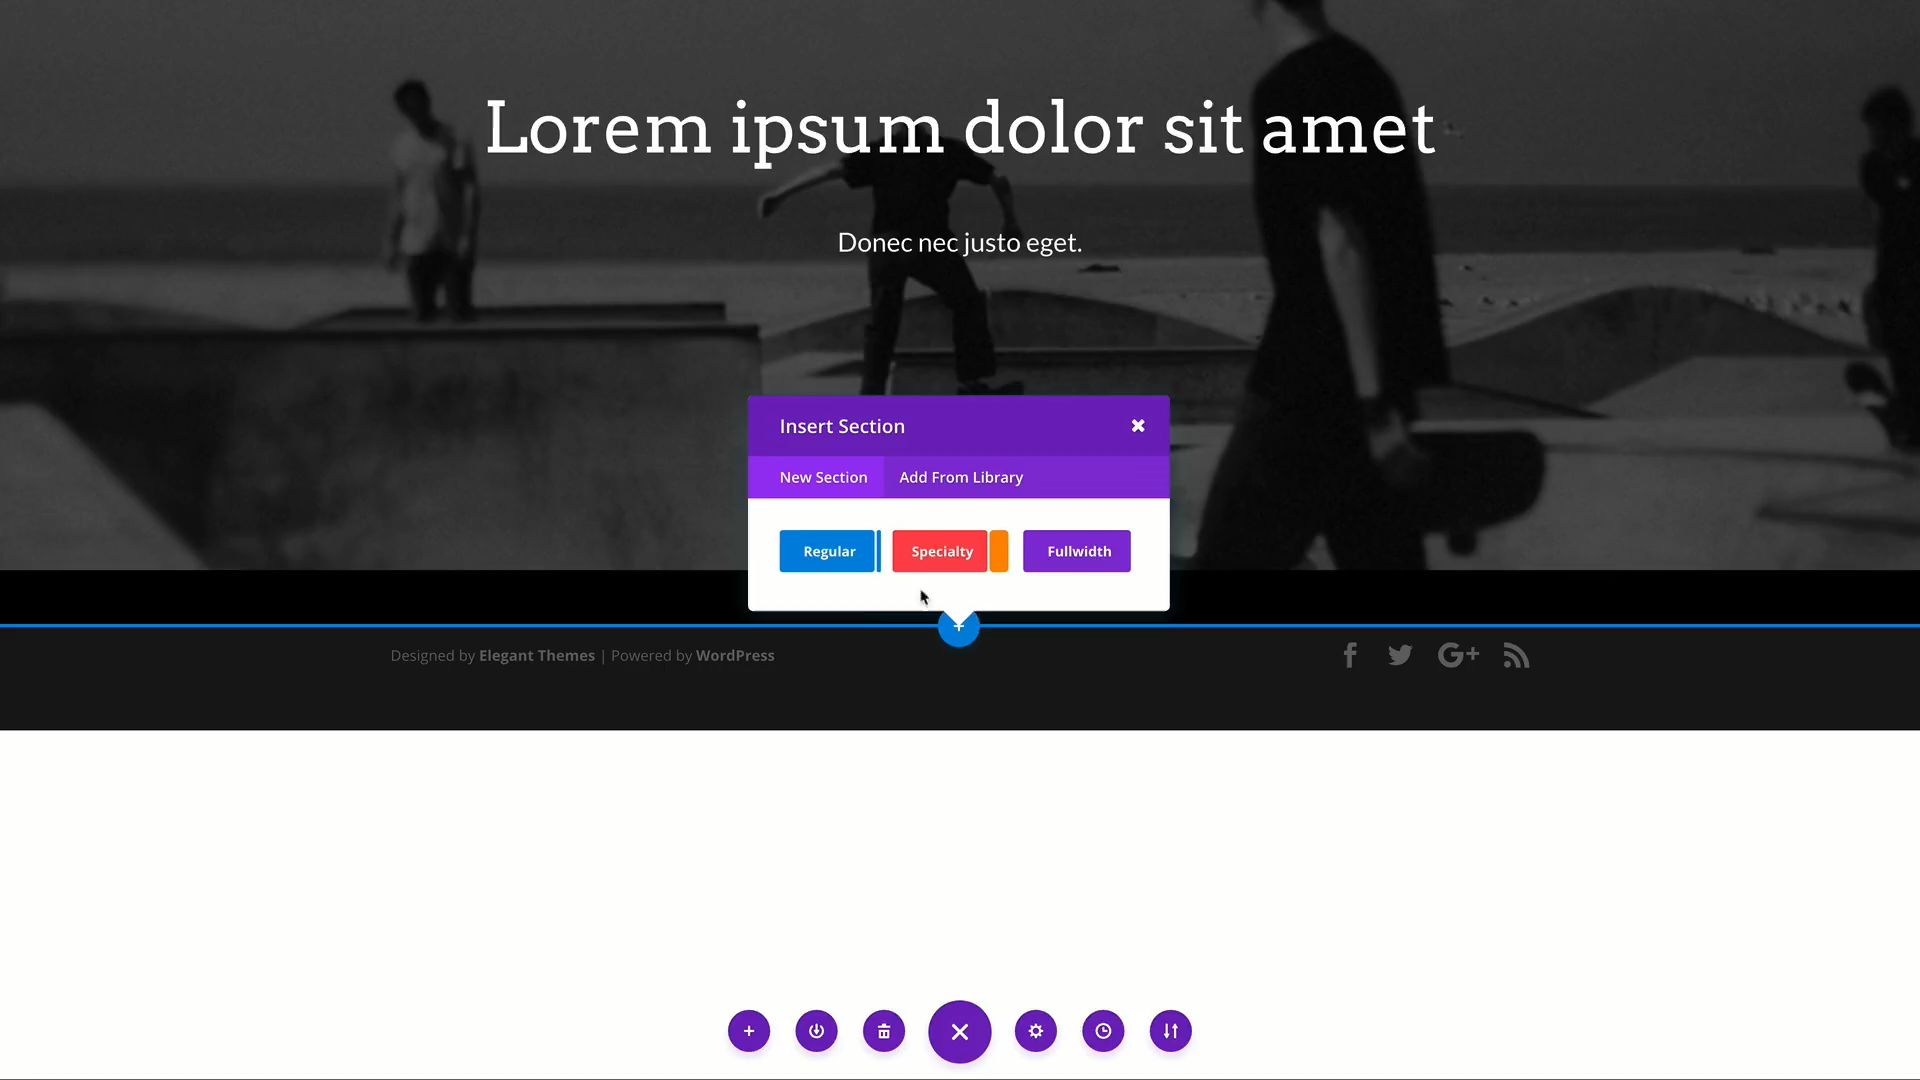 Lorem ipsum dolor sit amet
Donec nec justo eget.
Insert Section
New Section Add From Library
Regular Specialty Fullwidth
Designed by Elegant Themes | Powered by WordPress